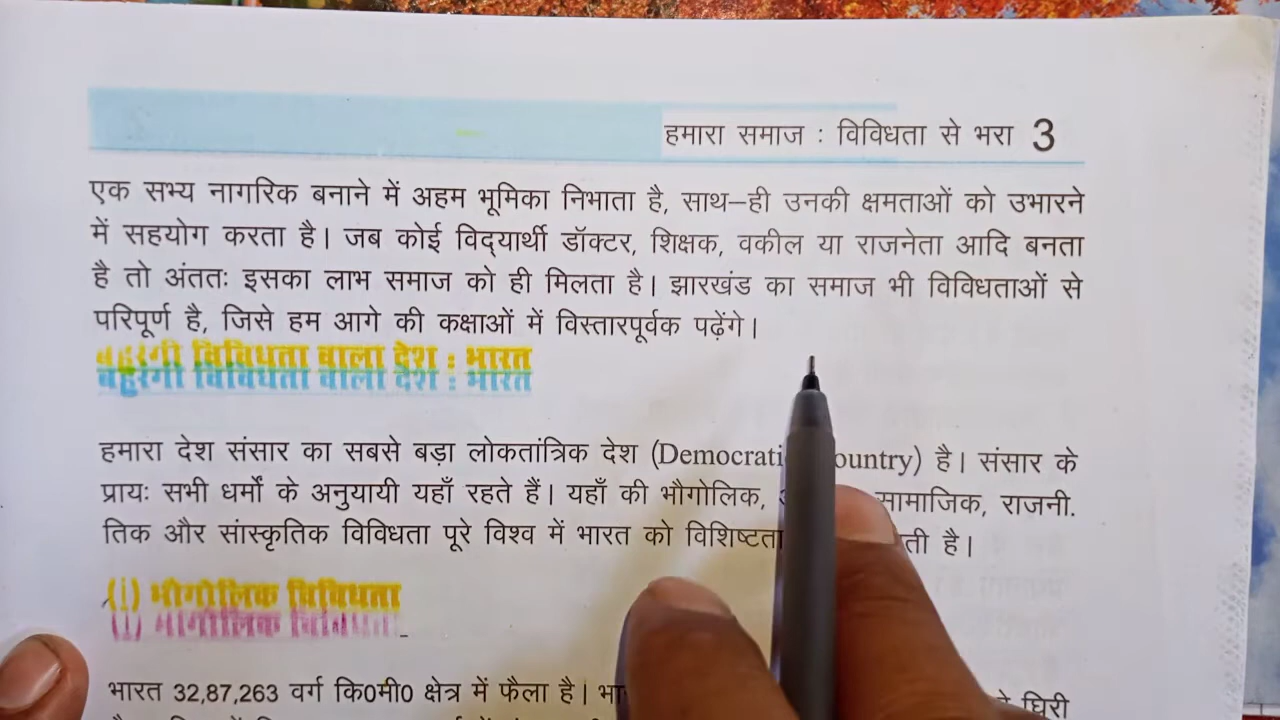 हमारा समाज : विविधता से भरा 3
एक सभ्य नागरिक बनाने में अहम भूमिका निभाता है, साथ–ही उनकी क्षमताओं को उभारने
में सहयोग करता है। जब कोई विद्‌यार्थी डॉक्टर, शिक्षक, वकील या राजनेता आदि बनता
है तो अंततः इसका लाभ समाज को ही मिलता है। झारखंड का समाज भी विविधताओं से
परिपूर्ण है, जिसे हम आगे की कक्षाओं में विस्तारपूर्वक पढ़ेंगे।
बहुरंगी विविधता वाला देश : भारत
हमारा देश संसार का सबसे बड़ा लोकतांत्रिक देश (Democrati ountry) है। संसार के
प्रायः सभी धर्मों के अनुयायी यहाँ रहते हैं। यहाँ की भौगोलिक, सामाजिक, राजनी.
तिक और सांस्कृतिक विविधता पूरे विश्व में भारत को विशिष्टता ती है।
(i) भौगोलिक विविधता
भारत 32,87,263 वर्ग कि0मी0 क्षेत्र में फैला है। घिरी